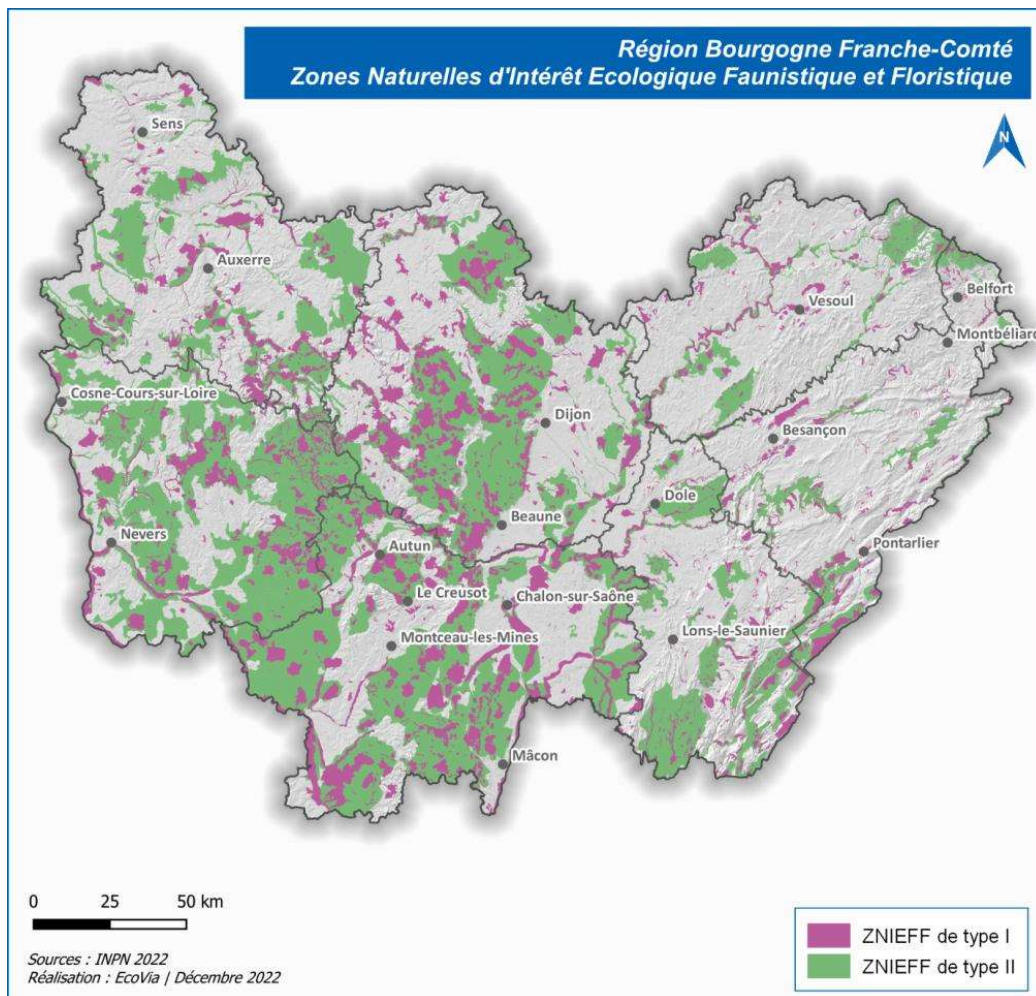 Région Bourgogne Franche-Comté
Zones Naturelles d'Intérêt Ecologique Faunistique et Floristique
N
Sens
Auxerre
Belfort
Vesoul
Montbéliard
Cosne-Cours-sur-Loire
Dijon
Besançon
Dole
Beaune
Nevers
Autun
Pontarlier
Le Creusot
Chalon-sur-Saône
Montceau-les-Mines
Lons-le-Saunier
Mâcon
0 25 50 km
ZNIEFF de type I
ZNIEFF de type II
Sources : INPN 2022
Réalisation : EcoVia | Décembre 2022